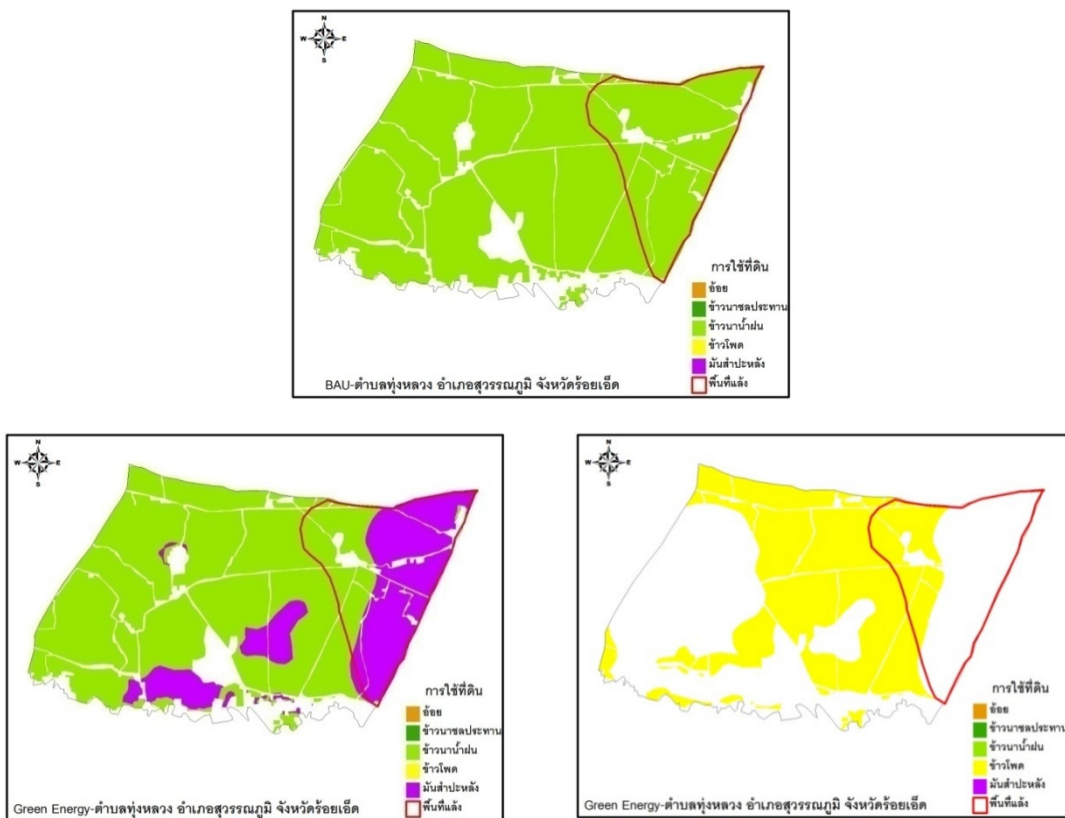 N
W E
S
การใช้ที่ดิน
อ้อย
ข้าวนาชลประทาน
ข้าวนาน้ำฝน
ข้าวโพด
มันสำปะหลัง
พื้นที่แล้ง
BAU-ตำบลทุ่งหลวง อำเภอสุวรรณภูมิ จังหวัดร้อยเอ็ด
N
W E
S
การใช้ที่ดิน
อ้อย
ข้าวนาชลประทาน
ข้าวนาน้ำฝน
ข้าวโพด
มันสำปะหลัง
พื้นที่แล้ง
Green Energy-ตำบลทุ่งหลวง อำเภอสุวรรณภูมิ จังหวัดร้อยเอ็ด
N
W E
S
การใช้ที่ดิน
อ้อย
ข้าวนาชลประทาน
ข้าวนาน้ำฝน
ข้าวโพด
มันสำปะหลัง
พื้นที่แล้ง
Green Energy-ตำบลทุ่งหลวง อำเภอสุวรรณภูมิ จังหวัดร้อยเอ็ด